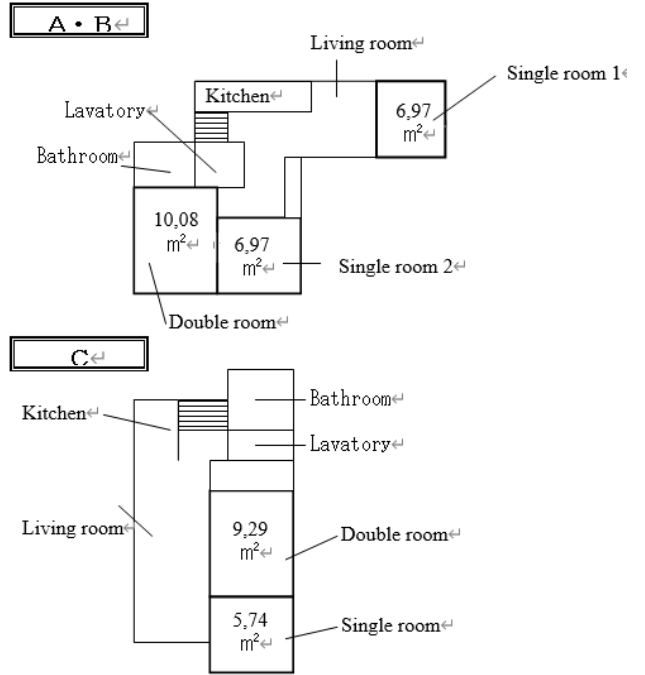 A・B
Living room
Single room 1
Kitchen
6,97
m²
Lavatory
Bathroom
10,08
m²
6,97
m²
Single room 2
Double room
C
Bathroom
Kitchen
Lavatory
Living room
9,29
m²
Double room
5,74
m²
Single room